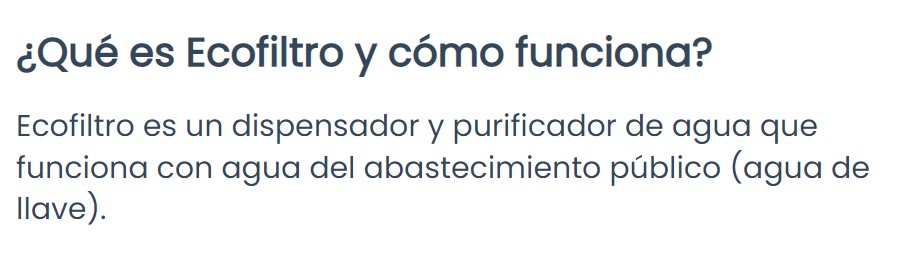 ¿Qué es Ecofiltro y cómo funciona?
Ecofiltro es un dispensador y purificador de agua que
funciona con agua del abastecimiento público (agua de
llave).